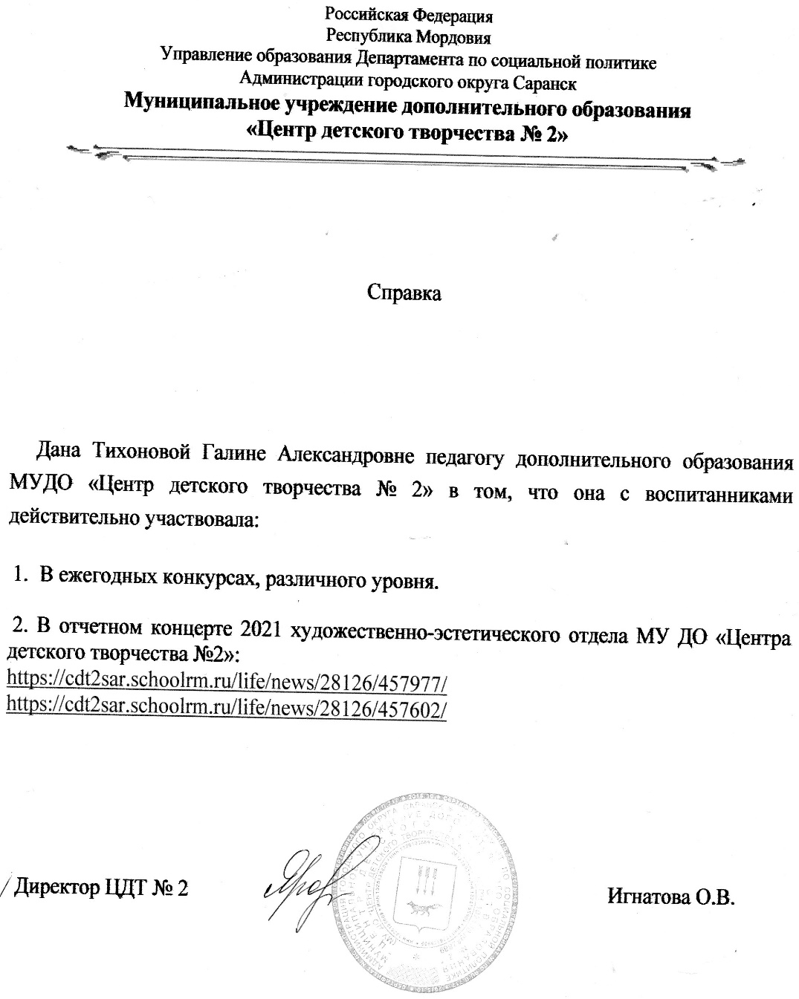 Российская Федерация
Республика Мордовия
Управление образования Департамента по социальной политике
Администрации городского округа Саранск
Муниципальное учреждение дополнительного образования
«Центр детского творчества № 2»
Справка
Дана Тихоновой Галине Александровне педагогу дополнительного образования
МУДО «Центр детского творчества № 2» в том, что она с воспитанниками
действительно участвовала:
1. В ежегодных конкурсах, различного уровня.
2. В отчетном концерте 2021 художественно-эстетического отдела МУ ДО «Центра
детского творчества №2»:
https://cdt2sar.schoolrm.ru/life/news/28126/457977/
https://cdt2sar.schoolrm.ru/life/news/28126/457602/
/ Директор ЦДТ № 2
Игнатова О.В.